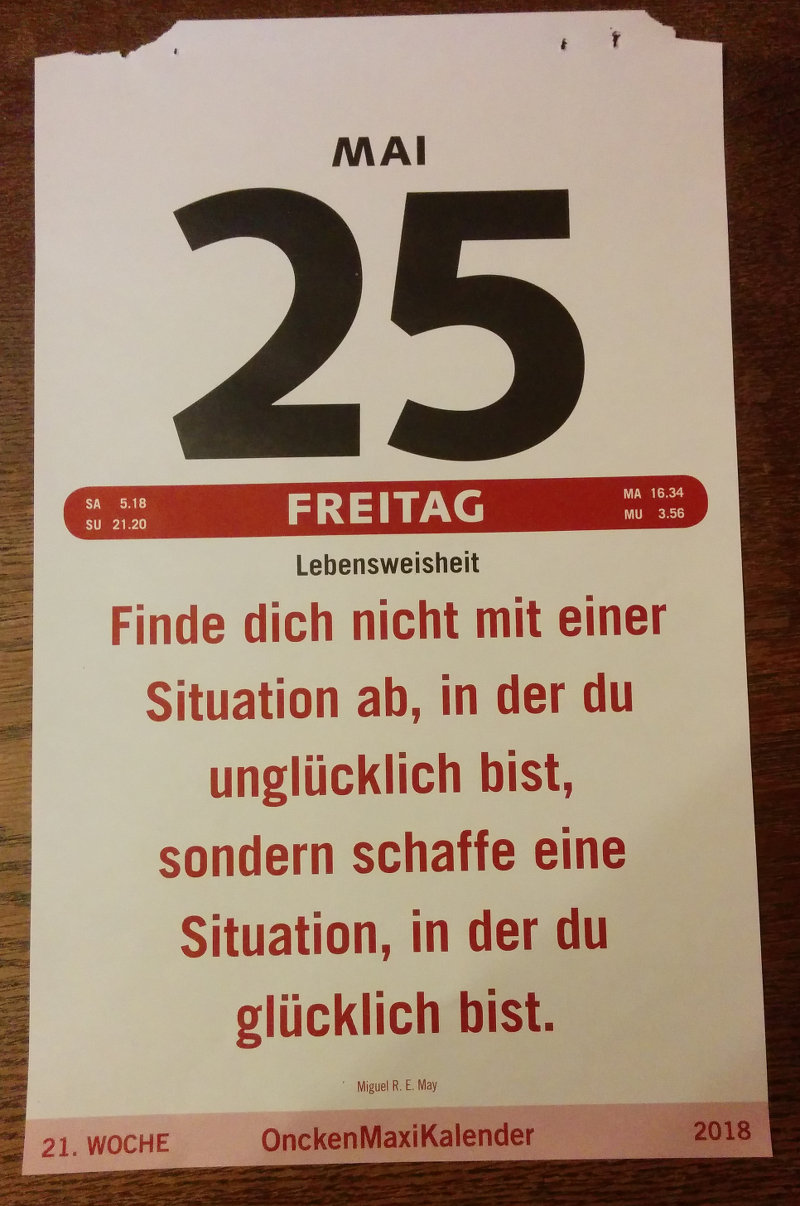 MAI
25
SA 5.18
SU 21.20
FREITAG
MA 16.34
MU 3.56
Lebensweisheit
Finde dich nicht mit einer
Situation ab, in der du
unglücklich bist,
sondern schaffe eine
Situation, in der du
glücklich bist.
Miguel R. E. May
21. WOCHE OnckenMaxiKalender 2018